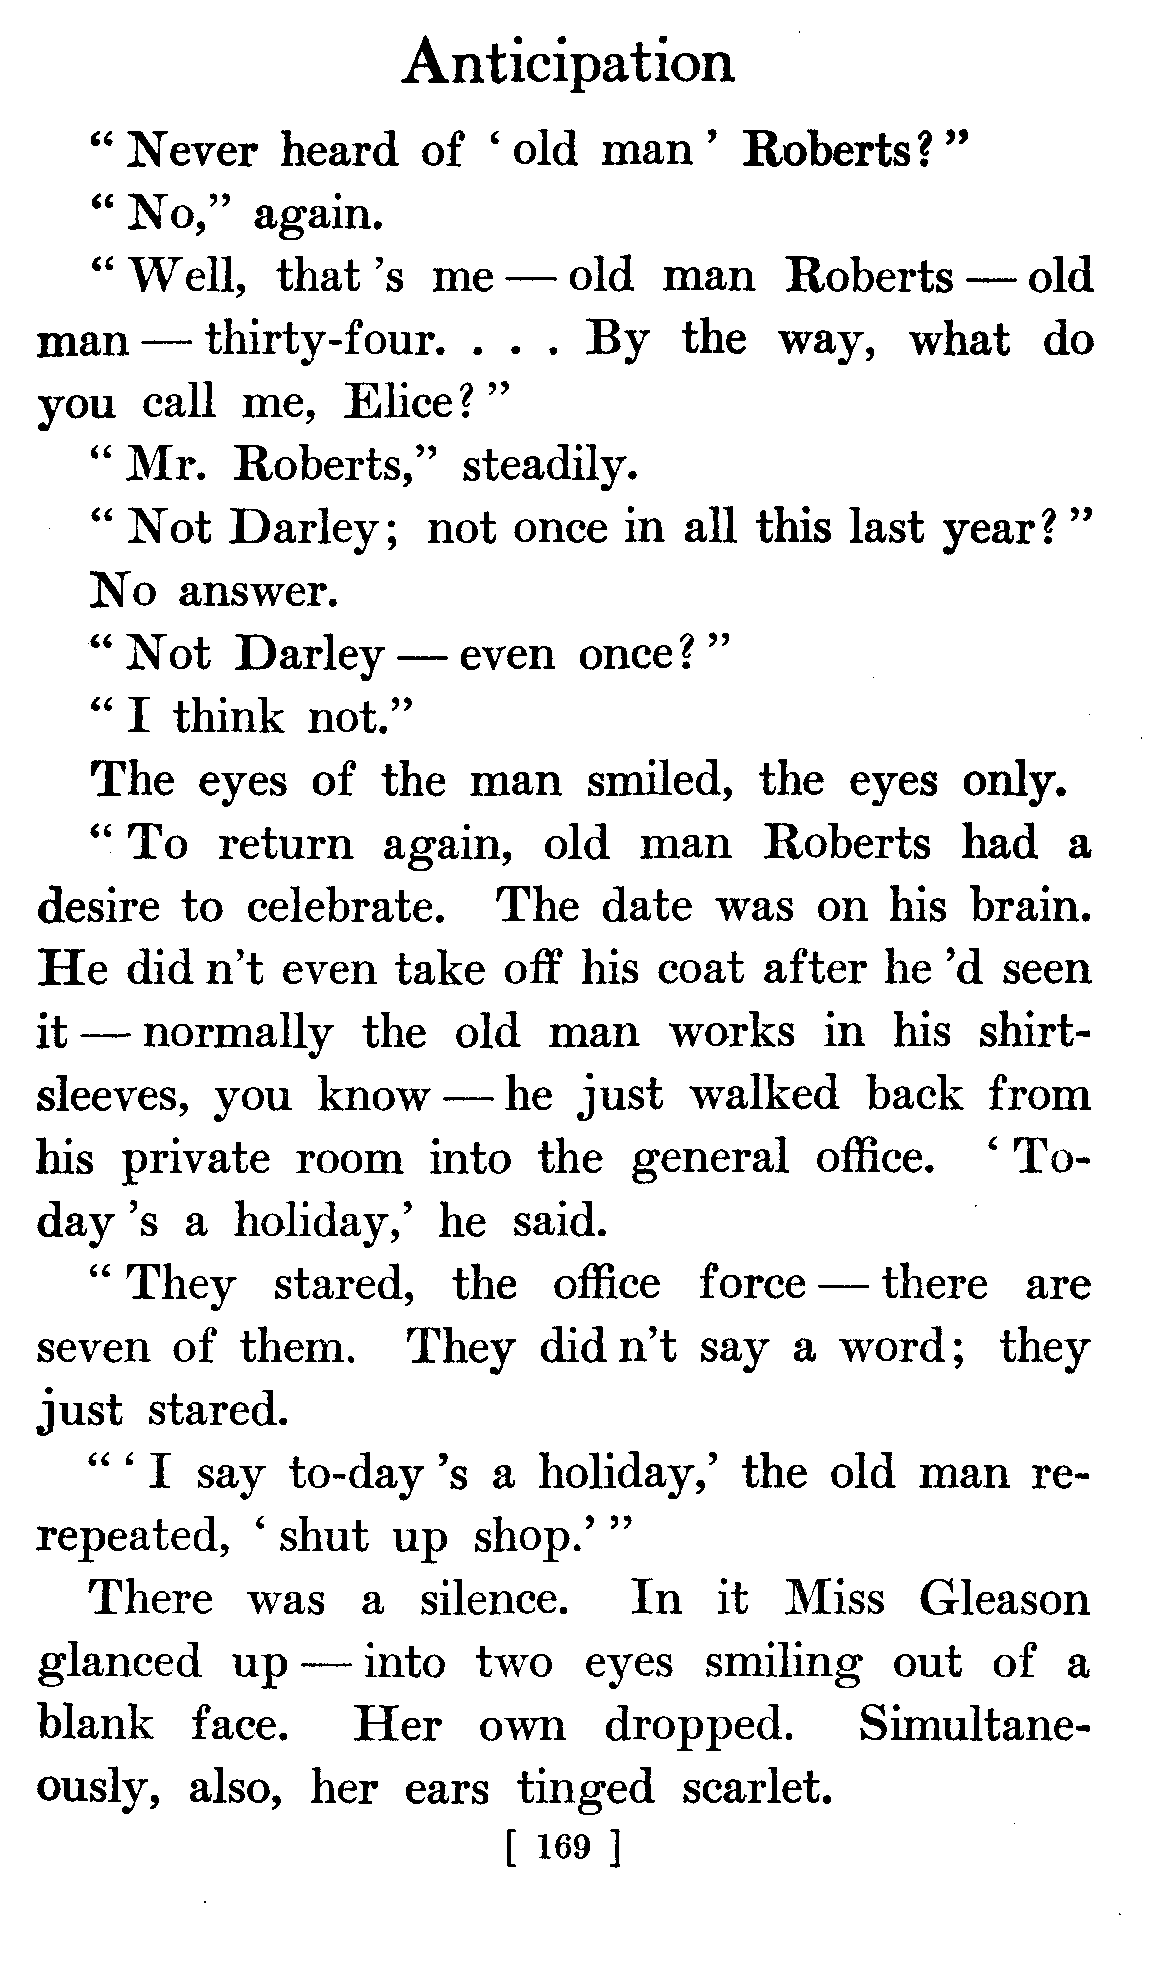 Anticipation
“ Never heard of ‘ old man ’ Roberts? ”
“ No,” again.
“ Well, that ’s me — old man Roberts — old
man — thirty-four. . . . By the way, what do
you call me, Elice? ”
“ Mr. Roberts,” steadily.
“ Not Darley; not once in all this last year? ”
No answer.
“ Not Darley — even once? ”
“ I think not.”
The eyes of the man smiled, the eyes only.
“ To return again, old man Roberts had a
desire to celebrate. The date was on his brain.
He did n’t even take off his coat after he ’d seen
it — normally the old man works in his shirt-
sleeves, you know — he just walked back from
his private room into the general office. ‘ To-
day ’s a holiday,’ he said.
“ They stared, the office force — there are
seven of them. They did n’t say a word; they
just stared.
“ ‘ I say to-day ’s a holiday,’ the old man re-
repeated, ‘ shut up shop.’ ”
There was a silence. In it Miss Gleason
glanced up — into two eyes smiling out of a
blank face. Her own dropped. Simultane-
ously, also, her ears tinged scarlet.
[ 169 ]